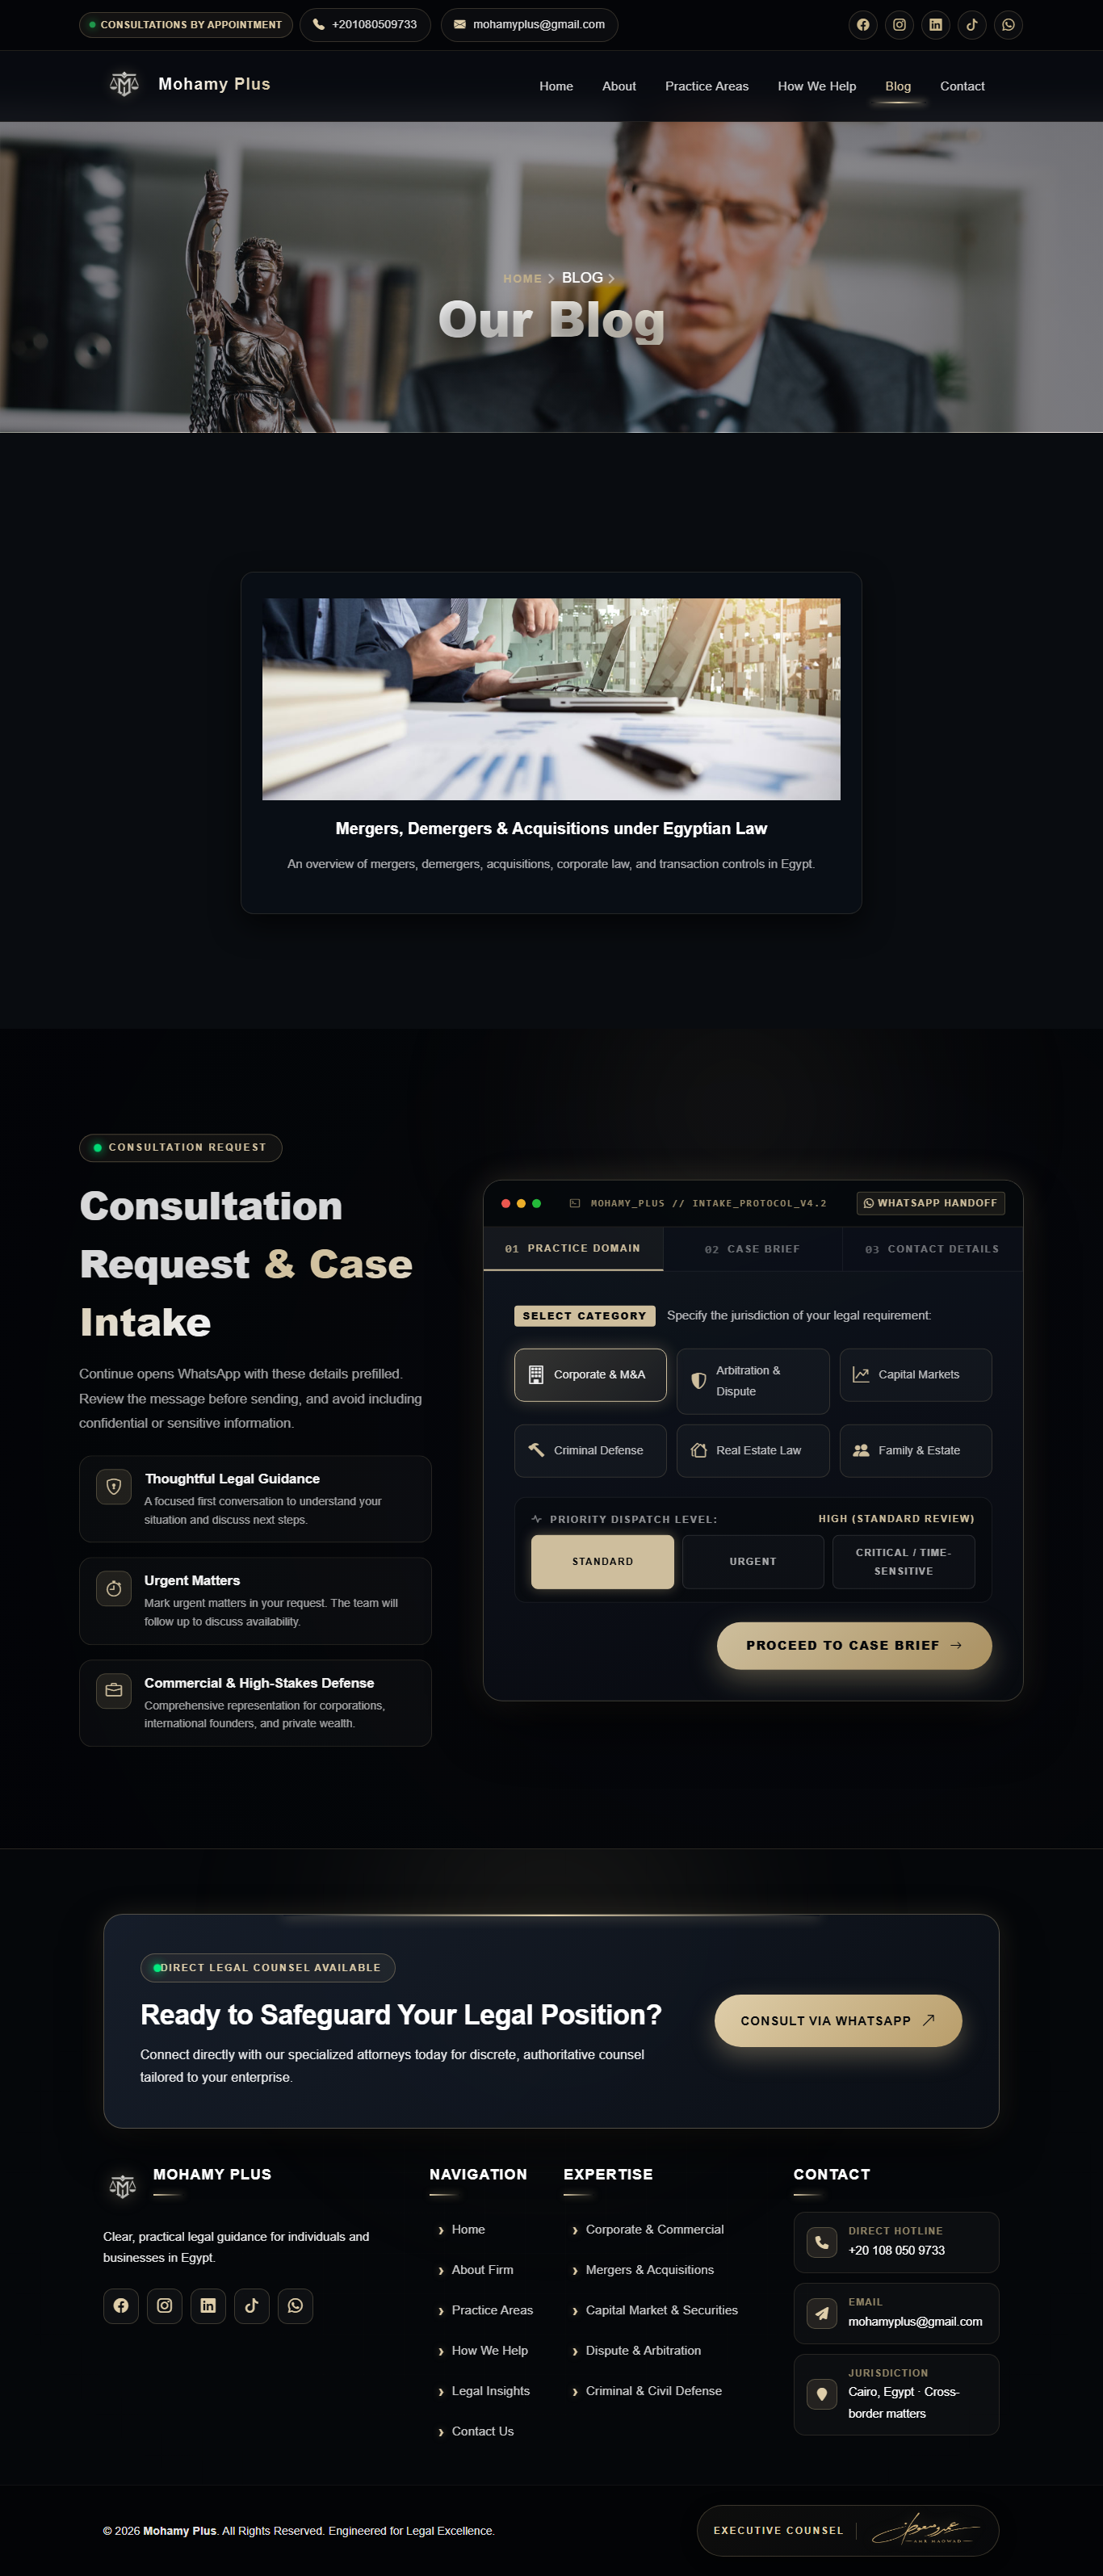 CONSULTATIONS BY APPOINTMENT
+201080509733
mohamyplus@gmail.com
Mohamy Plus
Home
About
Practice Areas
How We Help
Blog
Contact
HOME > BLOG >
Our Blog
Mergers, Demergers & Acquisitions under Egyptian Law
An overview of mergers, demergers, acquisitions, corporate law, and transaction controls in Egypt.
CONSULTATION REQUEST
Consultation
Request & Case
Intake
Continue opens WhatsApp with these details prefilled.
Review the message before sending, and avoid including
confidential or sensitive information.
Thoughtful Legal Guidance
A focused first conversation to understand your
situation and discuss next steps.
Urgent Matters
Mark urgent matters in your request. The team will
follow up to discuss availability.
Commercial & High-Stakes Defense
Comprehensive representation for corporations,
international founders, and private wealth.
MOHAMY_PLUS // INTAKE_PROTOCOL_V4.2
WHATSAPP HANDOFF
01 PRACTICE DOMAIN
02 CASE BRIEF
03 CONTACT DETAILS
SELECT CATEGORY
Specify the jurisdiction of your legal requirement:
Corporate & M&A
Arbitration &
Dispute
Capital Markets
Criminal Defense
Real Estate Law
Family & Estate
PRIORITY DISPATCH LEVEL:
HIGH (STANDARD REVIEW)
STANDARD
URGENT
CRITICAL / TIME-
SENSITIVE
PROCEED TO CASE BRIEF →
DIRECT LEGAL COUNSEL AVAILABLE
Ready to Safeguard Your Legal Position?
Connect directly with our specialized attorneys today for discrete, authoritative counsel
tailored to your enterprise.
CONSULT VIA WHATSAPP
MOHAMY PLUS
Clear, practical legal guidance for individuals and
businesses in Egypt.
NAVIGATION
› Home
› About Firm
› Practice Areas
› How We Help
› Legal Insights
› Contact Us
EXPERTISE
› Corporate & Commercial
› Mergers & Acquisitions
› Capital Market & Securities
› Dispute & Arbitration
› Criminal & Civil Defense
CONTACT
DIRECT HOTLINE
+20 108 050 9733
EMAIL
mohamyplus@gmail.com
JURISDICTION
Cairo, Egypt · Cross-
border matters
© 2026 Mohamy Plus. All Rights Reserved. Engineered for Legal Excellence.
EXECUTIVE COUNSEL